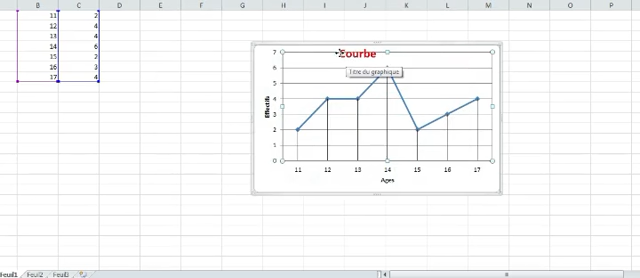 B C D E F G H I J K L M N O P
11 2
12 4
13 4
14 6
15 2
16 3
17 4
Courbe
Titre du graphique
7
6
5
4
3
2
1
0
Effectifs
11 12 13 14 15 16 17
Ages
Feuil1 Feuil2 Feuil3